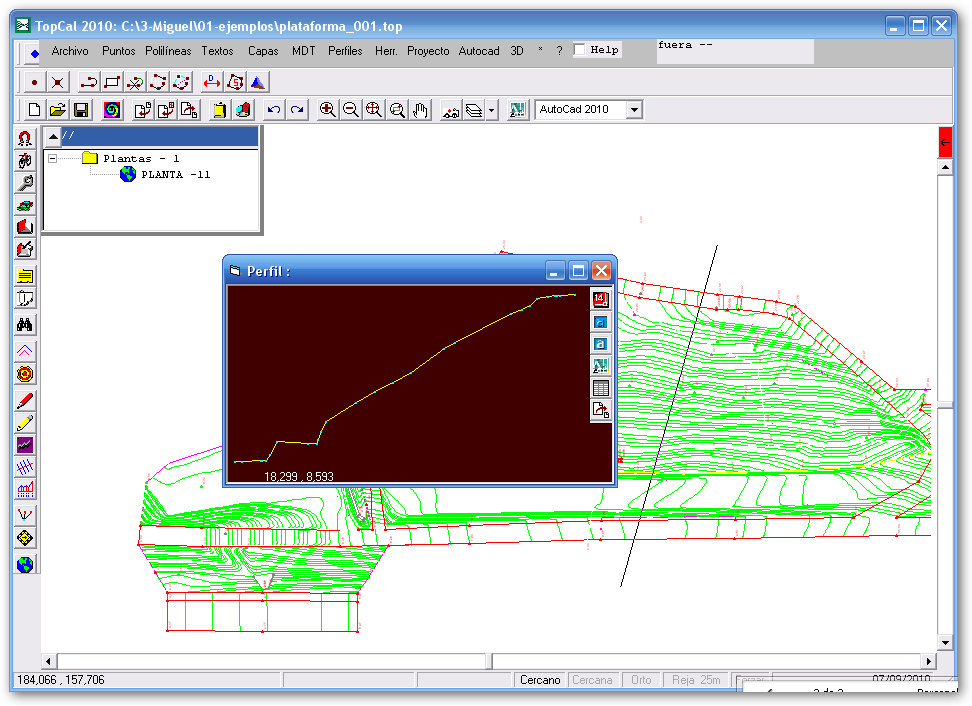 TopCal 2010: C:\3-Miguel\01-ejemplos\plataforma_001.top
Archivo Puntos Polilíneas Textos Capas MDT Perfiles Herr. Proyecto Autocad 3D * ? Help
fuera --
AutoCad 2010
//
Plantas - 1
PLANTA -11
Perfil :
14
18,299 , 8,593
184,066 , 157,706 Cercano Cercana Orto Reja 25m Forzar 07/09/2010